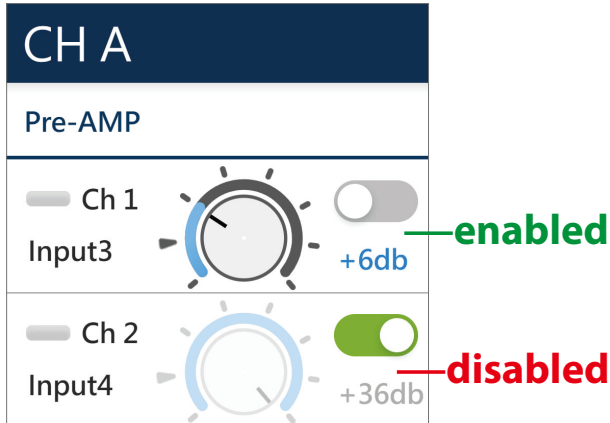 CH A
Pre-AMP
Ch 1
Input3
+6db
enabled
Ch 2
Input4
+36db
disabled